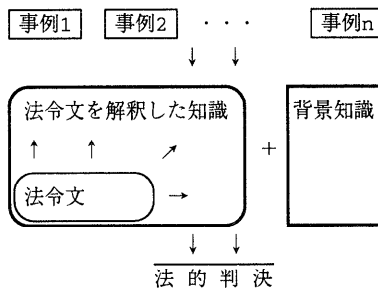 事例1 事例2 ・・・ 事例n
法令文を解釈した知識 + 背景知識
法令文
法的判決